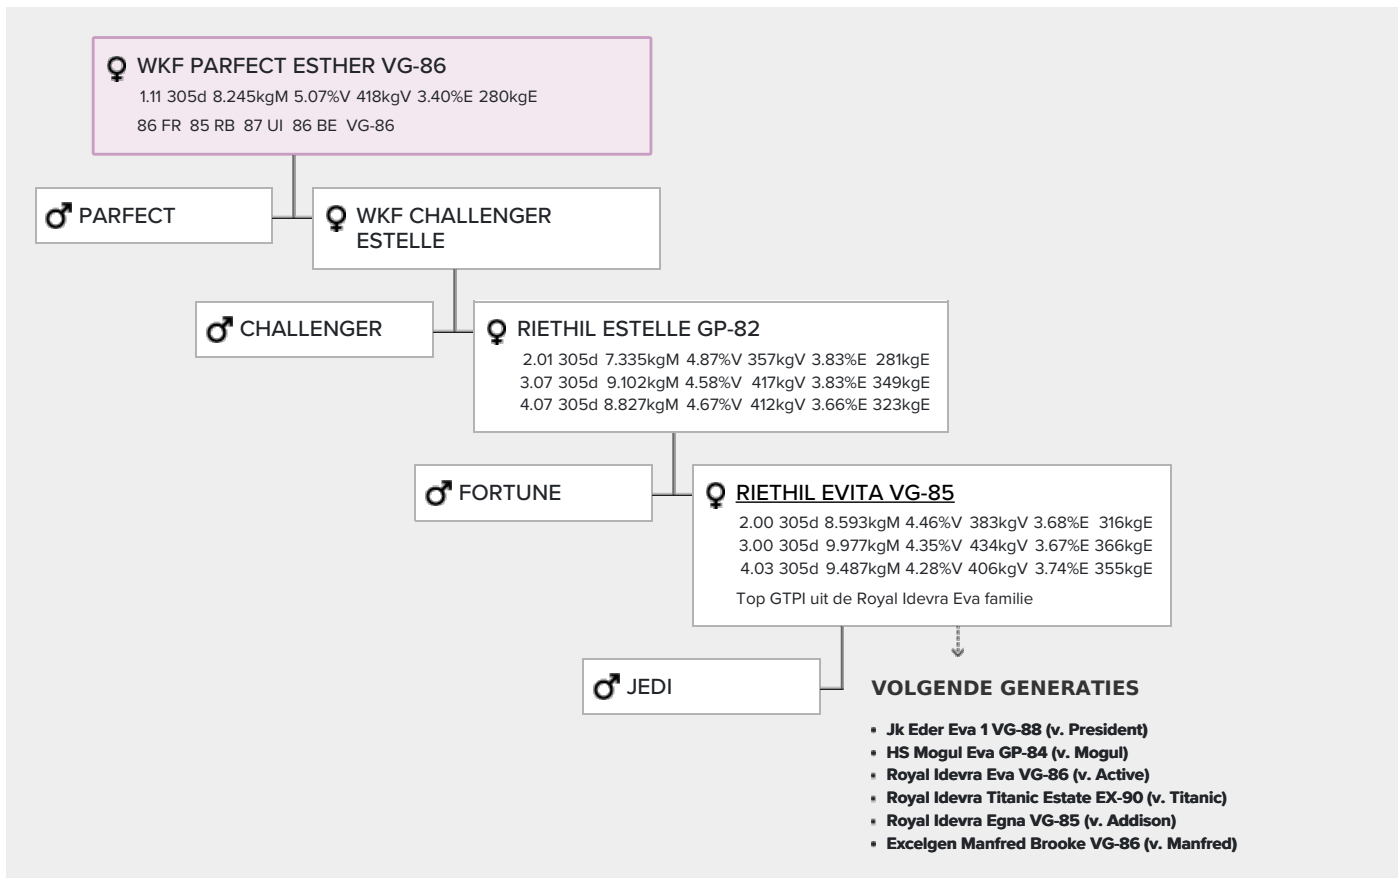 WKF PARFECT ESTHER VG-86
1.11 305d 8.245kgM 5.07%V 418kgV 3.40%E 280kgE
86 FR 85 RB 87 UI 86 BE VG-86
PARFECT
WKF CHALLENGER
ESTELLE
CHALLENGER
RIETHIL ESTELLE GP-82
2.01 305d 7.335kgM 4.87%V 357kgV 3.83%E 281kgE
3.07 305d 9.102kgM 4.58%V 417kgV 3.83%E 349kgE
4.07 305d 8.827kgM 4.67%V 412kgV 3.66%E 323kgE
FORTUNE
RIETHIL EVITA VG-85
2.00 305d 8.593kgM 4.46%V 383kgV 3.68%E 316kgE
3.00 305d 9.977kgM 4.35%V 434kgV 3.67%E 366kgE
4.03 305d 9.487kgM 4.28%V 406kgV 3.74%E 355kgE
Top GTPI uit de Royal Idevra Eva familie
JEDI
VOLGENDE GENERATIES
• Jk Eder Eva 1 VG-88 (v. President)
• HS Mogul Eva GP-84 (v. Mogul)
• Royal Idevra Eva VG-86 (v. Active)
• Royal Idevra Titanic Estate EX-90 (v. Titanic)
• Royal Idevra Egna VG-85 (v. Addison)
• Excelgen Manfred Brooke VG-86 (v. Manfred)